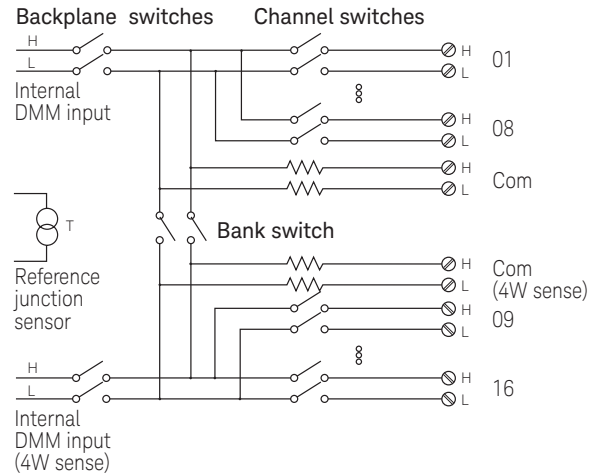 Backplane switches
Channel switches
H
L
Internal
DMM input
H
L
01
H
L
08
H
L
Com
T
Reference
junction
sensor
Bank switch
H
L
Com
(4W sense)
H
L
09
H
L
Internal
DMM input
(4W sense)
H
L
16